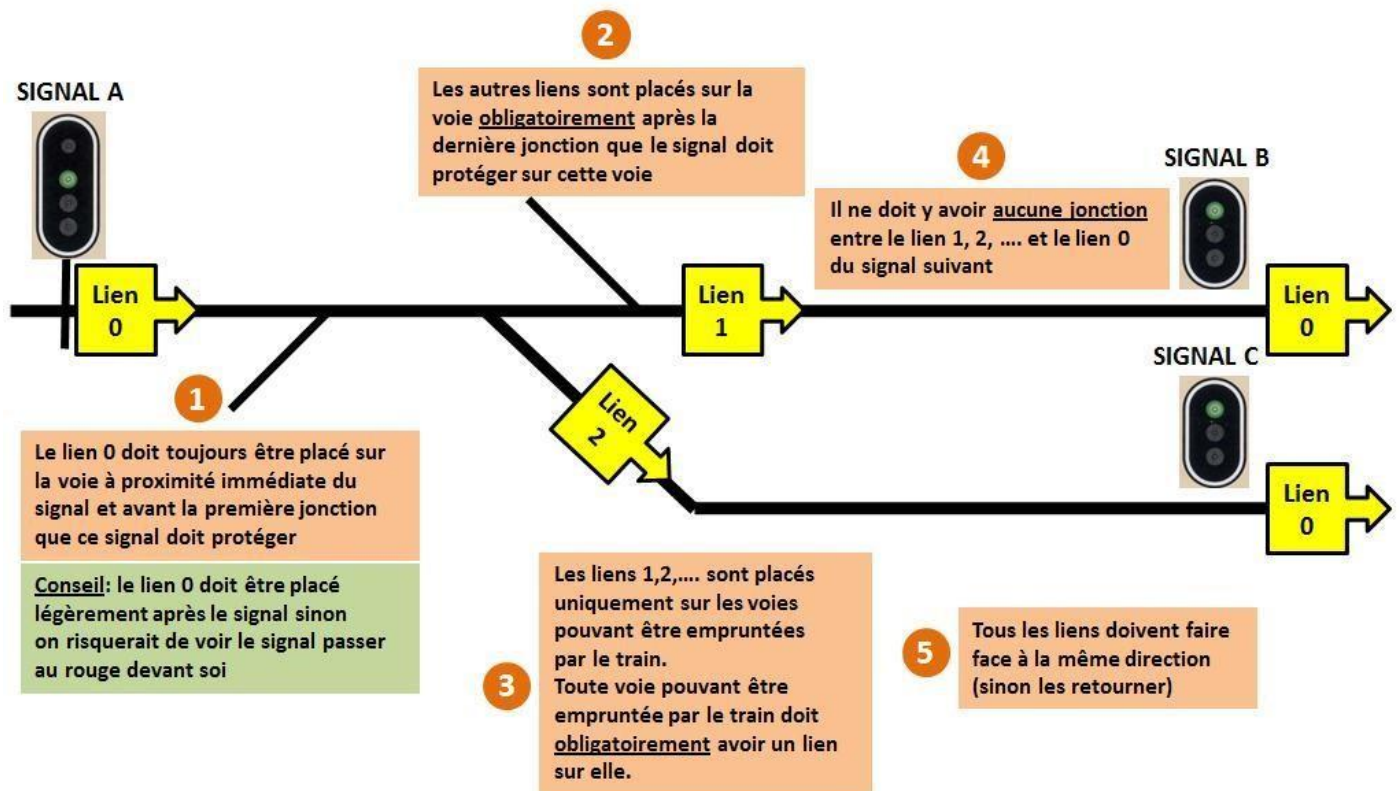 SIGNAL A
Lien
0
1
Le lien 0 doit toujours être placé sur
la voie à proximité immédiate du
signal et avant la première jonction
que ce signal doit protéger
Conseil: le lien 0 doit être placé
légèrement après le signal sinon
on risquerait de voir le signal passer
au rouge devant soi
2
Les autres liens sont placés sur la
voie obligatoirement après la
dernière jonction que le signal doit
protéger sur cette voie
Lien
1
Lien
2
3
Les liens 1,2,.... sont placés
uniquement sur les voies
pouvant être empruntées
par le train.
Toute voie pouvant être
empruntée par le train doit
obligatoirement avoir un lien
sur elle.
4
Il ne doit y avoir aucune jonction
entre le lien 1, 2, .... et le lien 0
du signal suivant
SIGNAL B
Lien
0
SIGNAL C
Lien
0
5
Tous les liens doivent faire
face à la même direction
(sinon les retourner)